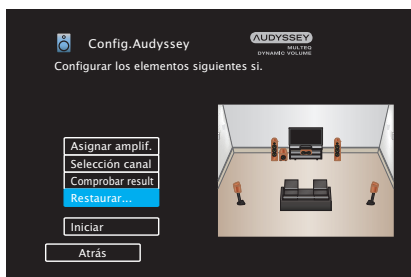 Config.Audyssey
AUDYSSEY
MULTEQ
DYNAMIC VOLUME
Configurar los elementos siguientes si.
Asignar amplif.
Selección canal
Comprobar result
Restaurar...
Iniciar
Atrás